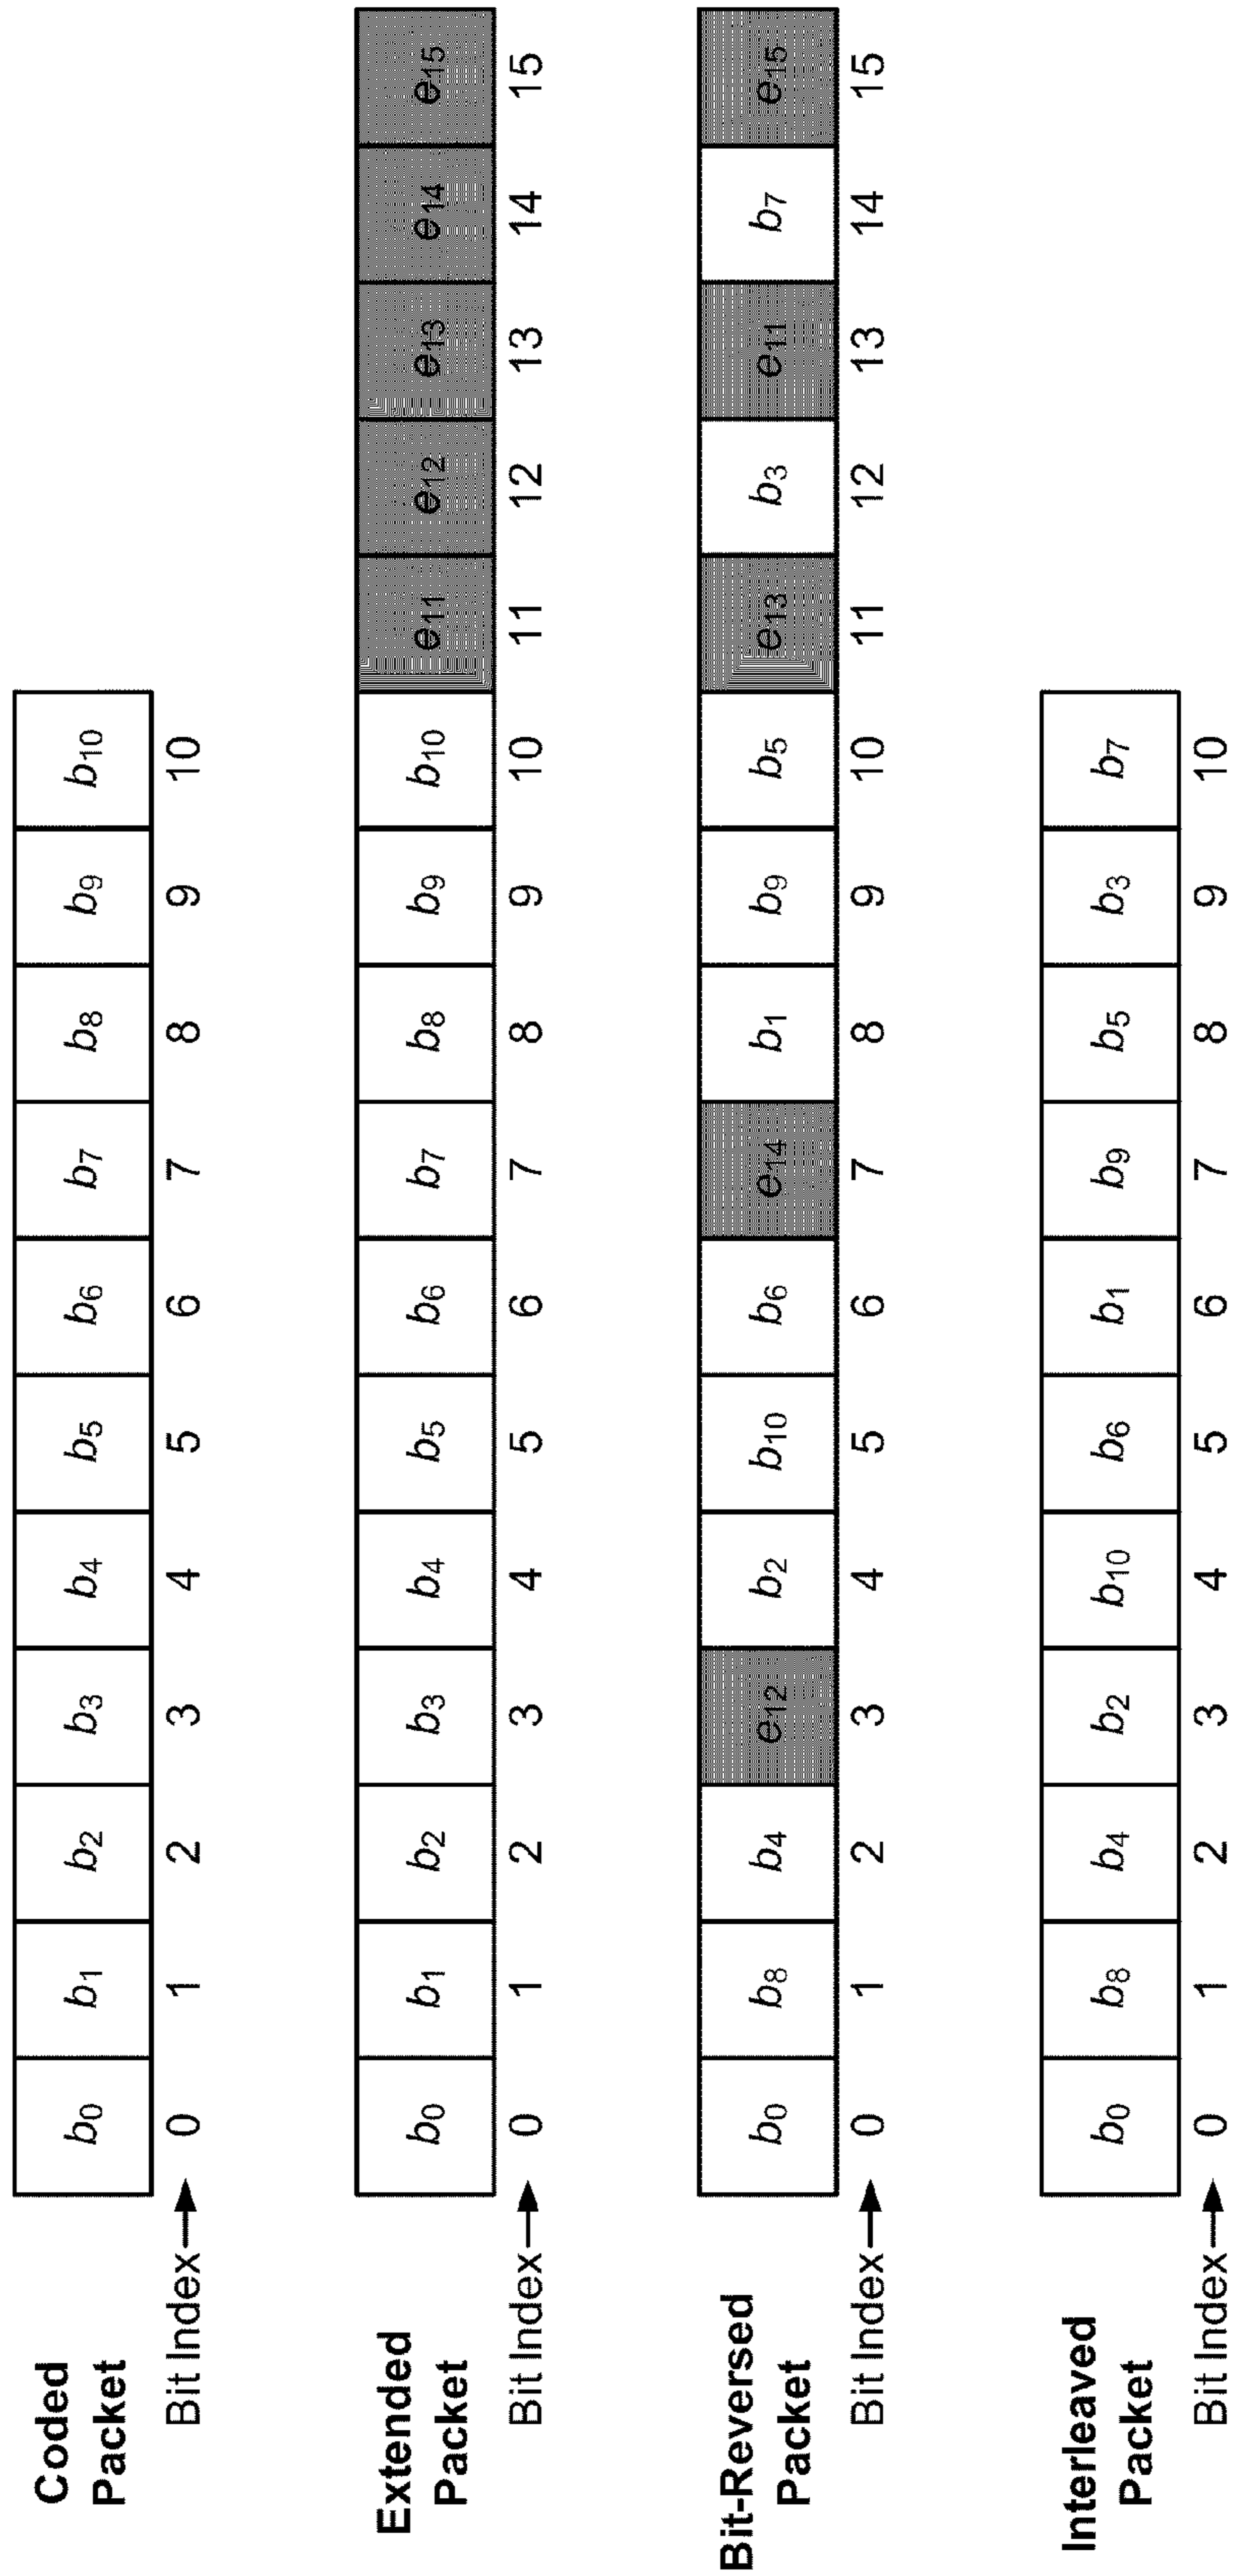 Coded Packet
b0 b1 b2 b3 b4 b5 b6 b7 b8 b9 b10
Bit Index 0 1 2 3 4 5 6 7 8 9 10
Extended Packet
b0 b1 b2 b3 b4 b5 b6 b7 b8 b9 b10 e11 e12 e13 e14 e15
Bit Index 0 1 2 3 4 5 6 7 8 9 10 11 12 13 14 15
Bit-Reversed Packet
b0 b8 b4 e12 b2 b10 b6 e14 b1 b9 b5 e13 b3 e11 b7 e15
Bit Index 0 1 2 3 4 5 6 7 8 9 10 11 12 13 14 15
Interleaved Packet
b0 b8 b4 b2 b10 b6 b1 b9 b5 b3 b7
Bit Index 0 1 2 3 4 5 6 7 8 9 10